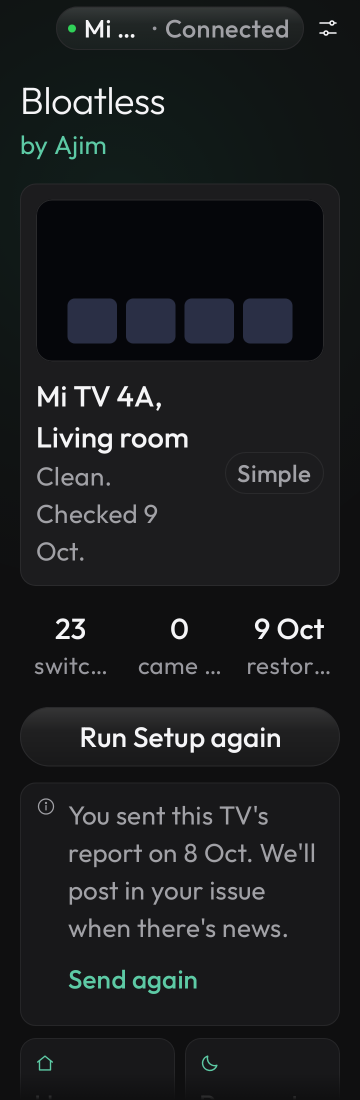 Mi ... · Connected
Bloatless
by Ajim
Mi TV 4A,
Living room
Clean.
Checked 9
Oct.
Simple
23
switc...
0
came ...
9 Oct
restor...
Run Setup again
You sent this TV's
report on 8 Oct. We'll
post in your issue
when there's news.
Send again